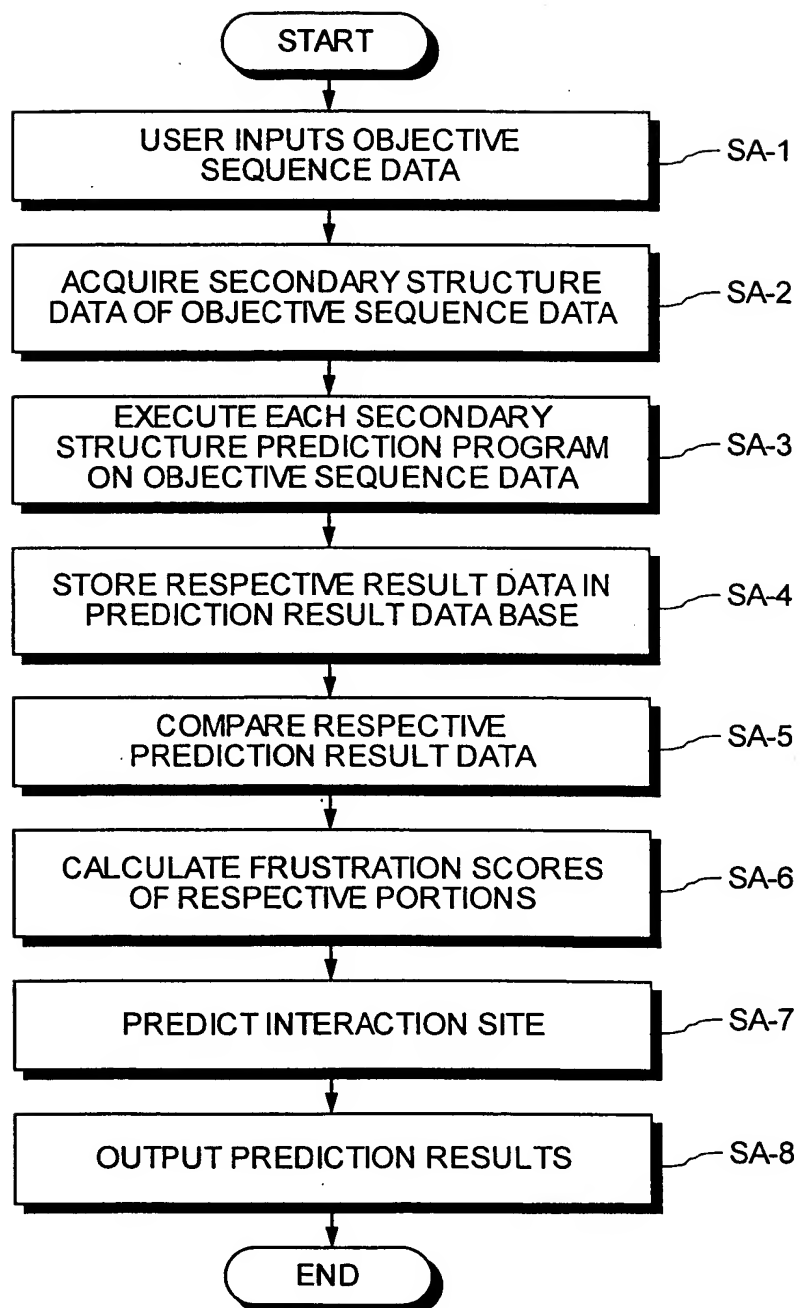 START
USER INPUTS OBJECTIVE
SEQUENCE DATA
SA-1
ACQUIRE SECONDARY STRUCTURE
DATA OF OBJECTIVE SEQUENCE DATA
SA-2
EXECUTE EACH SECONDARY
STRUCTURE PREDICTION PROGRAM
ON OBJECTIVE SEQUENCE DATA
SA-3
STORE RESPECTIVE RESULT DATA IN
PREDICTION RESULT DATA BASE
SA-4
COMPARE RESPECTIVE
PREDICTION RESULT DATA
SA-5
CALCULATE FRUSTRATION SCORES
OF RESPECTIVE PORTIONS
SA-6
PREDICT INTERACTION SITE
SA-7
OUTPUT PREDICTION RESULTS
SA-8
END